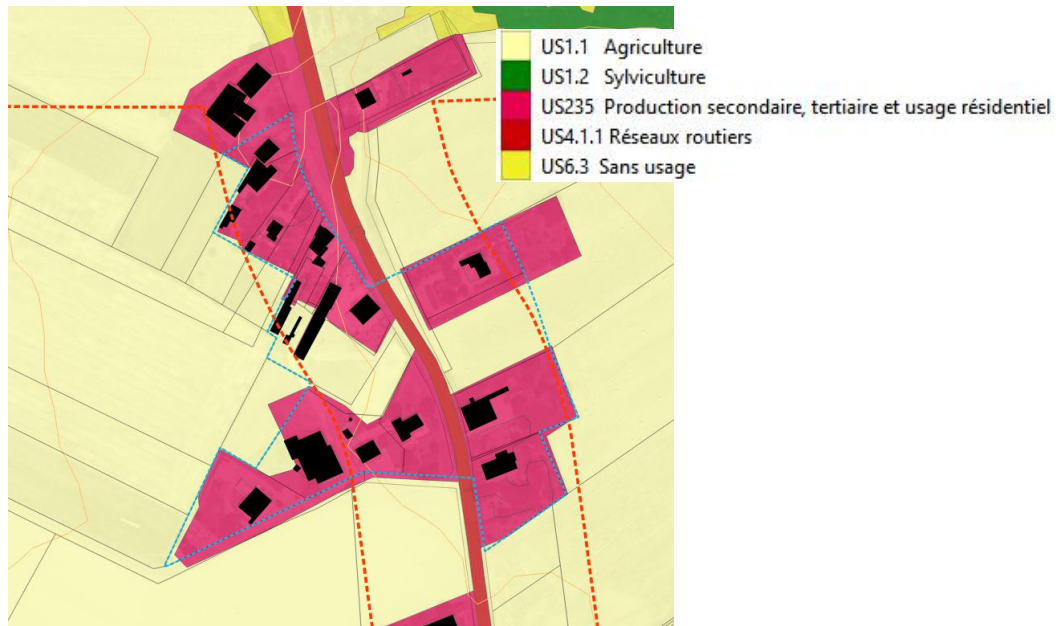 US1.1 Agriculture
US1.2 Sylviculture
US235 Production secondaire, tertiaire et usage résidentiel
US4.1.1 Réseaux routiers
US6.3 Sans usage